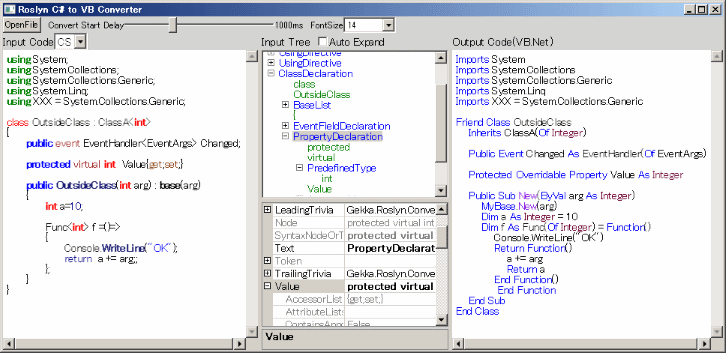 Roslyn C# to VB Converter
OpenFile Convert Start Delay 1000ms FontSize 14
Input Code CS
using System;
using System.Collections;
using System.Collections.Generic;
using System.Linq;
using XXX = System.Collections.Generic;
class OutsideClass : ClassA<int>
{
public event EventHandler<EventArgs> Changed;
protected virtual int Value{get;set;}
public OutsideClass(int arg) : base(arg)
{
int a=10;
Func<int> f =()=>
{
Console.WriteLine("OK");
return a += arg;;
};
}
}
Input Tree Auto Expand
UsingDirective
UsingDirective
ClassDeclaration
class
OutsideClass
BaseList
{
EventFieldDeclaration
PropertyDeclaration
protected
virtual
PredefinedType
int
Value
LeadingTrivia Gekka.Roslyn.Conve
Node protected virtual int
SyntaxNodeOrT protected virtual
Text PropertyDeclarat
Token
TrailingTrivia Gekka.Roslyn.Conve
Value protected virtual
AccessorList {get;set;}
AttributeLists
ContainsAnno False
Value
Output Code(VB.Net)
Imports System
Imports System.Collections
Imports System.Collections.Generic
Imports System.Linq
Imports XXX = System.Collections.Generic
Friend Class OutsideClass
Inherits ClassA(Of Integer)
Public Event Changed As EventHandler(Of EventArgs)
Protected Overridable Property Value As Integer
Public Sub New(ByVal arg As Integer)
MyBase.New(arg)
Dim a As Integer = 10
Dim f As Func(Of Integer) = Function()
Console.WriteLine("OK")
Return Function()
a += arg
Return a
End Function()
End Function
End Sub
End Class